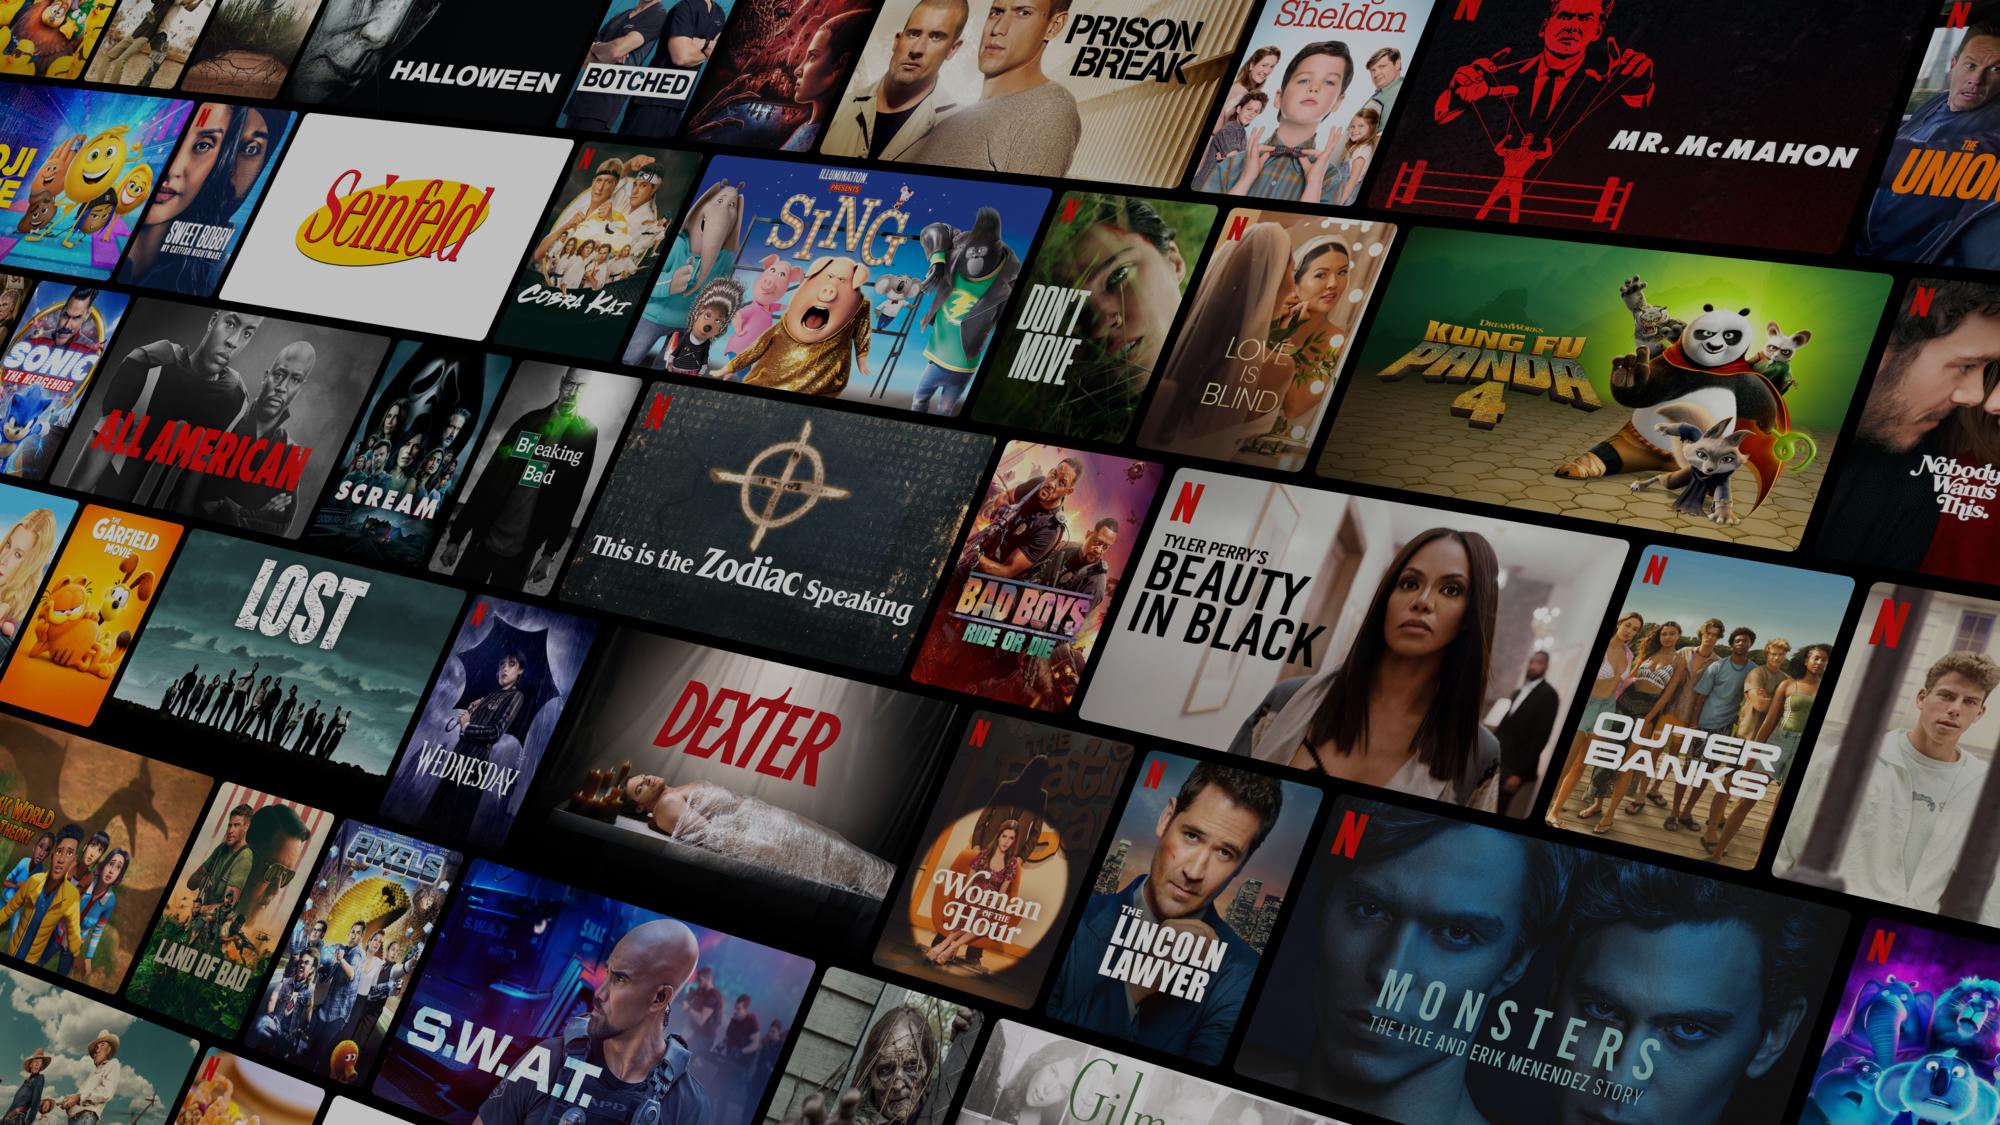 HALLOWEEN
BOTCHED
PRISON
BREAK
Sheldon
MR. McMAHON
THE
UNION
SWEET BOBBY
MY CATFISH NIGHTMARE
Seinfeld
COBRA KAI
ILLUMINATION
PRESENTS
SING
DON'T
MOVE
LOVE
IS
BLIND
DREAMWORKS
KUNG FU
PANDA
4
Nobody
Wants
This.
SONIC
THE HEDGEHOG
ALL AMERICAN
SCREAM
Breaking
Bad
This is the Zodiac Speaking
BAD BOYS
RIDE OR DIE
TYLER PERRY'S
BEAUTY
IN BLACK
OUTER
BANKS
THE
GARFIELD
MOVIE
LOST
WEDNESDAY
DEXTER
Woman
OF THE
Hour
THE
LINCOLN
LAWYER
MONSTERS
THE LYLE AND ERIK MENENDEZ STORY
WORLD
THEORY
LAND OF BAD
PIXELS
S.W.A.T.
Gilm